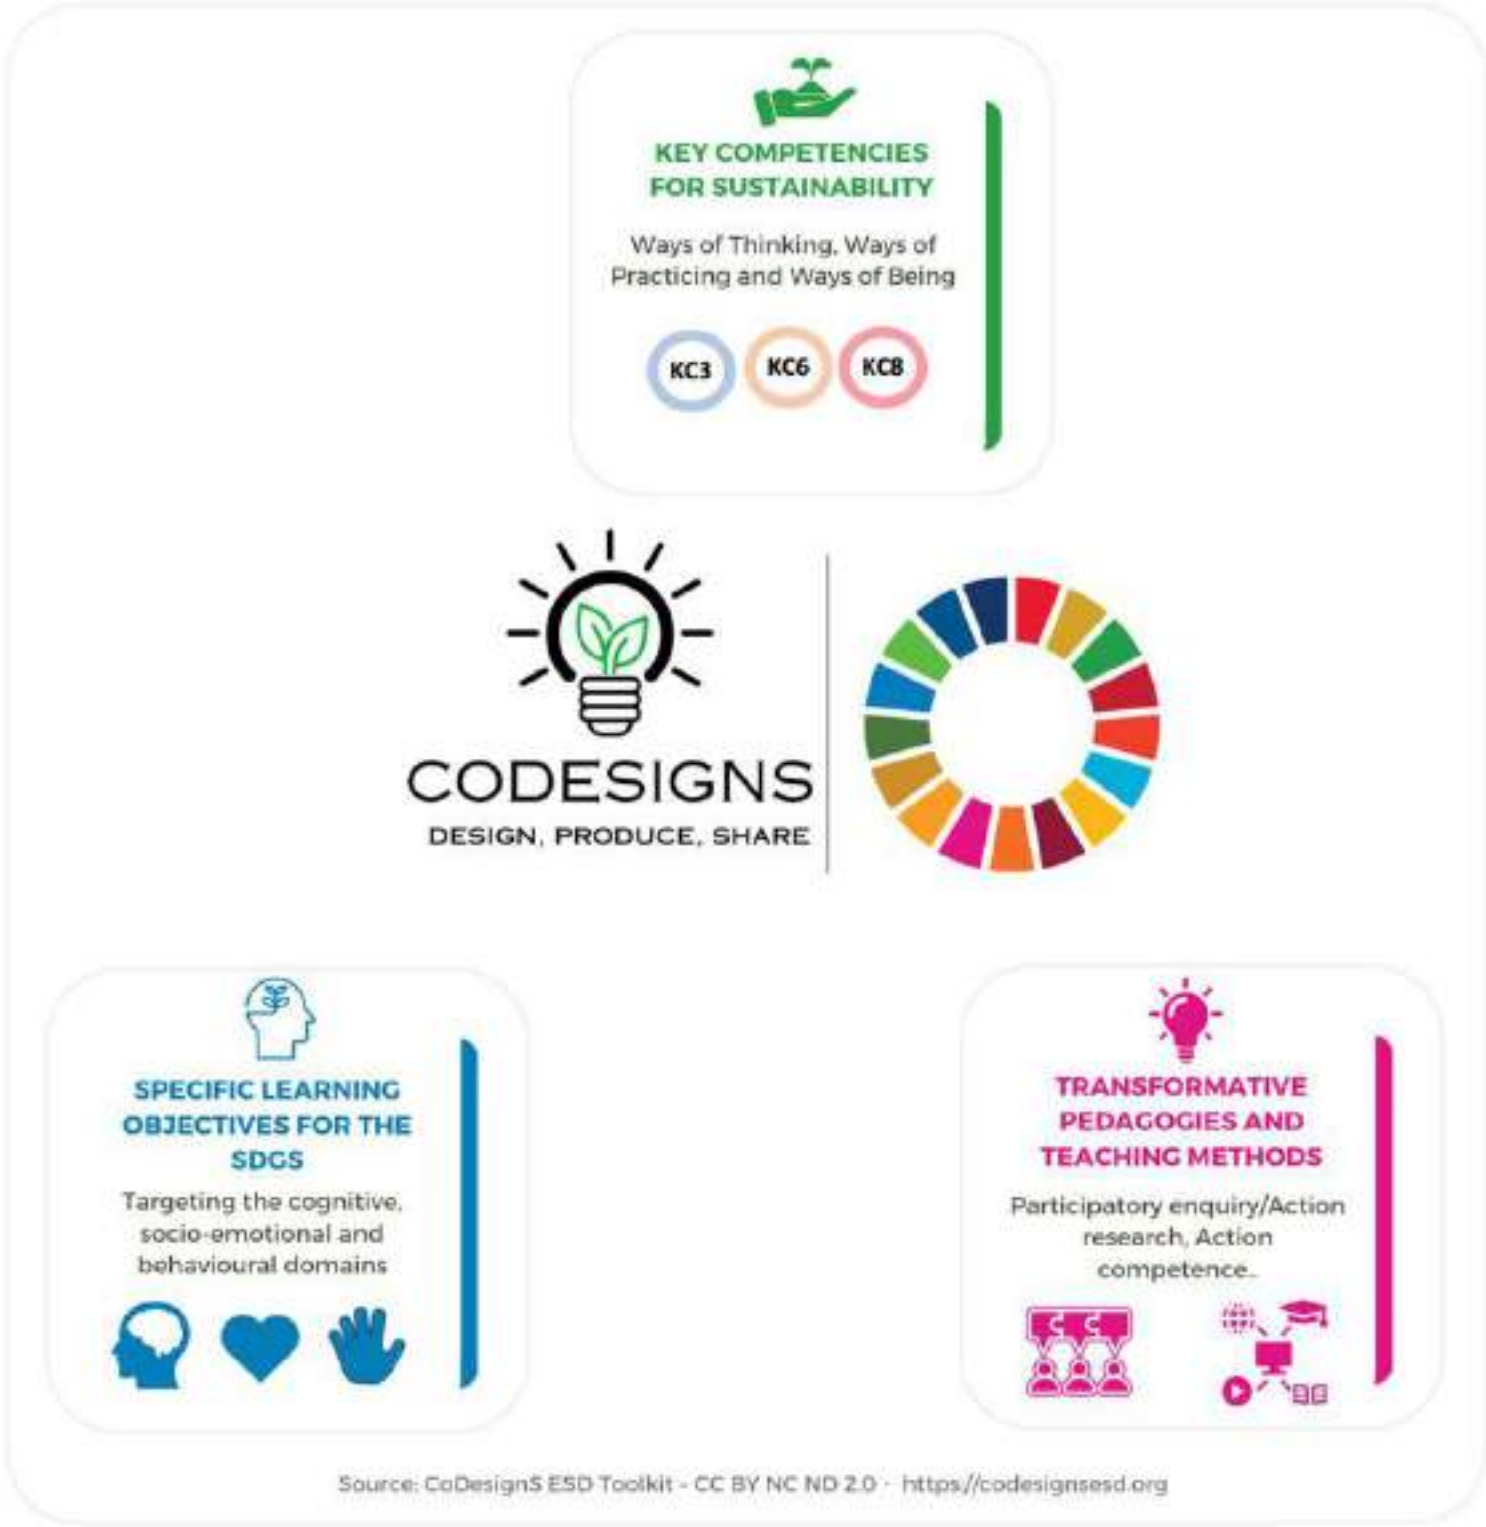 KEY COMPETENCIES
FOR SUSTAINABILITY
Ways of Thinking, Ways of
Practicing and Ways of Being
KC3 KC6 KC8
CODESIGNS
DESIGN, PRODUCE, SHARE
SPECIFIC LEARNING
OBJECTIVES FOR THE
SDGS
Targeting the cognitive,
socio-emotional and
behavioural domains
TRANSFORMATIVE
PEDAGOGIES AND
TEACHING METHODS
Participatory enquiry/Action
research, Action
competence..
Source: CoDesignS ESD Toolkit - CC BY NC ND 2.0 · https://codesignsesd.org